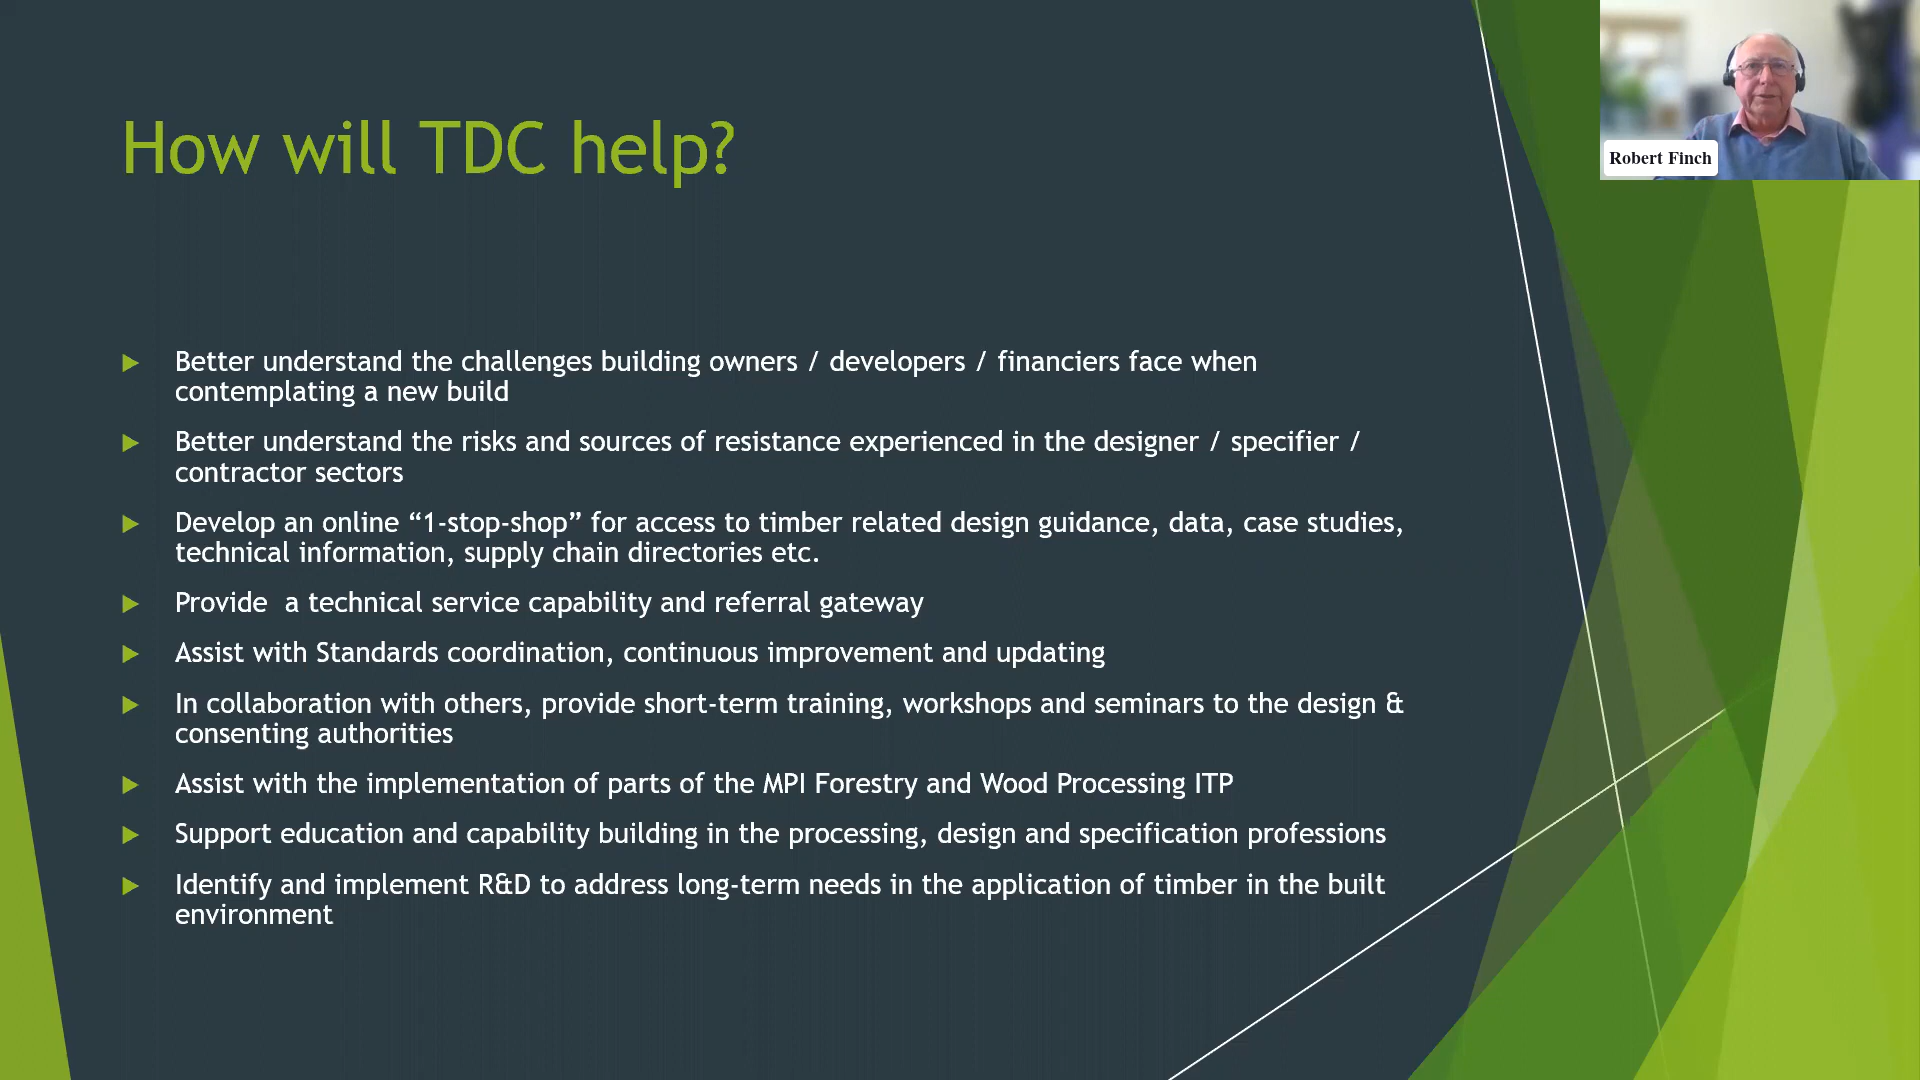 Robert Finch
How will TDC help?
Better understand the challenges building owners / developers / financiers face when
contemplating a new build
Better understand the risks and sources of resistance experienced in the designer / specifier /
contractor sectors
Develop an online “1-stop-shop” for access to timber related design guidance, data, case studies,
technical information, supply chain directories etc.
Provide  a technical service capability and referral gateway
Assist with Standards coordination, continuous improvement and updating
In collaboration with others, provide short-term training, workshops and seminars to the design &
consenting authorities
Assist with the implementation of parts of the MPI Forestry and Wood Processing ITP
Support education and capability building in the processing, design and specification professions
Identify and implement R&D to address long-term needs in the application of timber in the built
environment